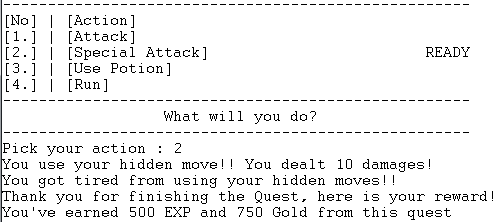 -----------------------------------------------------
[No] | [Action]
[1.] | [Attack]
[2.] | [Special Attack] READY
[3.] | [Use Potion]
[4.] | [Run]
-----------------------------------------------------
What will you do?
-----------------------------------------------------
Pick your action : 2
You use your hidden move!! You dealt 10 damages!
You got tired from using your hidden moves!!
Thank you for finishing the Quest, here is your reward!
You've earned 500 EXP and 750 Gold from this quest